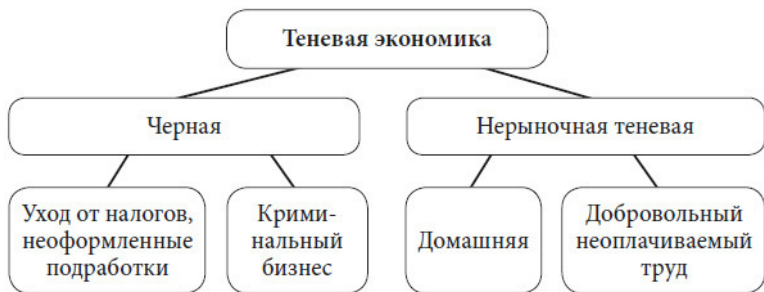 Теневая экономика
Черная
Нерыночная теневая
Уход от налогов,
неоформленные
подработки
Крими-
нальный
бизнес
Домашняя
Добровольный
неоплачиваемый
труд